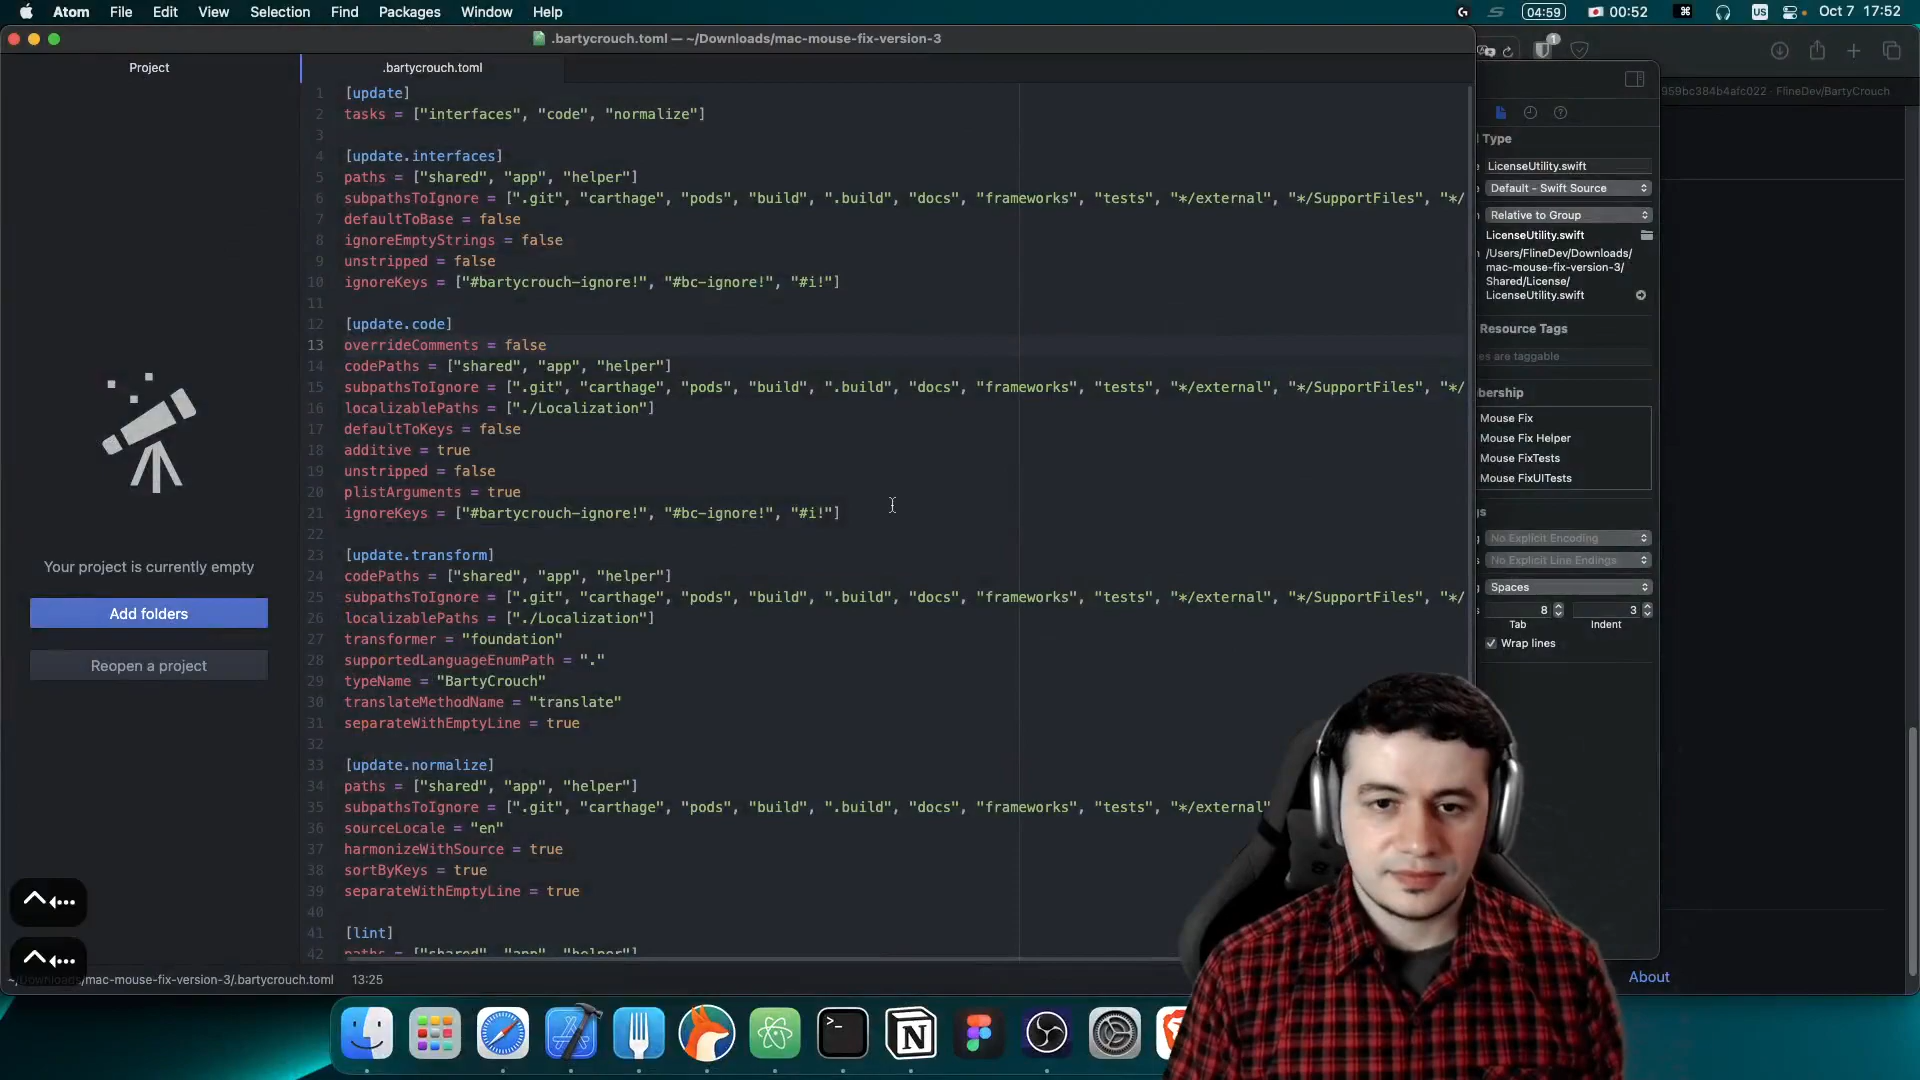 Atom File Edit View Selection Find Packages Window Help
04:59 00:52 US Oct 7 17:52
.bartycrouch.toml — ~/Downloads/mac-mouse-fix-version-3
Project
.bartycrouch.toml
1 [update]
2 tasks = ["interfaces", "code", "normalize"]
3
4 [update.interfaces]
5 paths = ["shared", "app", "helper"]
6 subpathsToIgnore = [".git", "carthage", "pods", "build", ".build", "docs", "frameworks", "tests", "*/external", "*/SupportFiles", "*/
7 defaultToBase = false
8 ignoreEmptyStrings = false
9 unstripped = false
10 ignoreKeys = ["#bartycrouch-ignore!", "#bc-ignore!", "#i!"]
11
12 [update.code]
13 overrideComments = false
14 codePaths = ["shared", "app", "helper"]
15 subpathsToIgnore = [".git", "carthage", "pods", "build", ".build", "docs", "frameworks", "tests", "*/external", "*/SupportFiles", "*/
16 localizablePaths = ["./Localization"]
17 defaultToKeys = false
18 additive = true
19 unstripped = false
20 plistArguments = true
21 ignoreKeys = ["#bartycrouch-ignore!", "#bc-ignore!", "#i!"]
22
23 [update.transform]
24 codePaths = ["shared", "app", "helper"]
25 subpathsToIgnore = [".git", "carthage", "pods", "build", ".build", "docs", "frameworks", "tests", "*/external", "*/SupportFiles", "*/
26 localizablePaths = ["./Localization"]
27 transformer = "foundation"
28 supportedLanguageEnumPath = "."
29 typeName = "BartyCrouch"
30 translateMethodName = "translate"
31 separateWithEmptyLine = true
32
33 [update.normalize]
34 paths = ["shared", "app", "helper"]
35 subpathsToIgnore = [".git", "carthage", "pods", "build", ".build", "docs", "frameworks", "tests", "*/external"
36 sourceLocale = "en"
37 harmonizeWithSource = true
38 sortByKeys = true
39 separateWithEmptyLine = true
40
41 [lint]
42 paths = ["shared", "app", "helper"]
Your project is currently empty
Add folders
Reopen a project
/mac-mouse-fix-version-3/.bartycrouch.toml 13:25
1
959bc384b4afc022 · FlineDev/BartyCrouch
Type
LicenseUtility.swift
Default - Swift Source
Relative to Group
LicenseUtility.swift
/Users/FlineDev/Downloads/
mac-mouse-fix-version-3/
Shared/License/
LicenseUtility.swift
Resource Tags
es are taggable
bership
Mouse Fix
Mouse Fix Helper
Mouse FixTests
Mouse FixUITests
gs
No Explicit Encoding
No Explicit Line Endings
Spaces
8 3
Tab Indent
Wrap lines
About